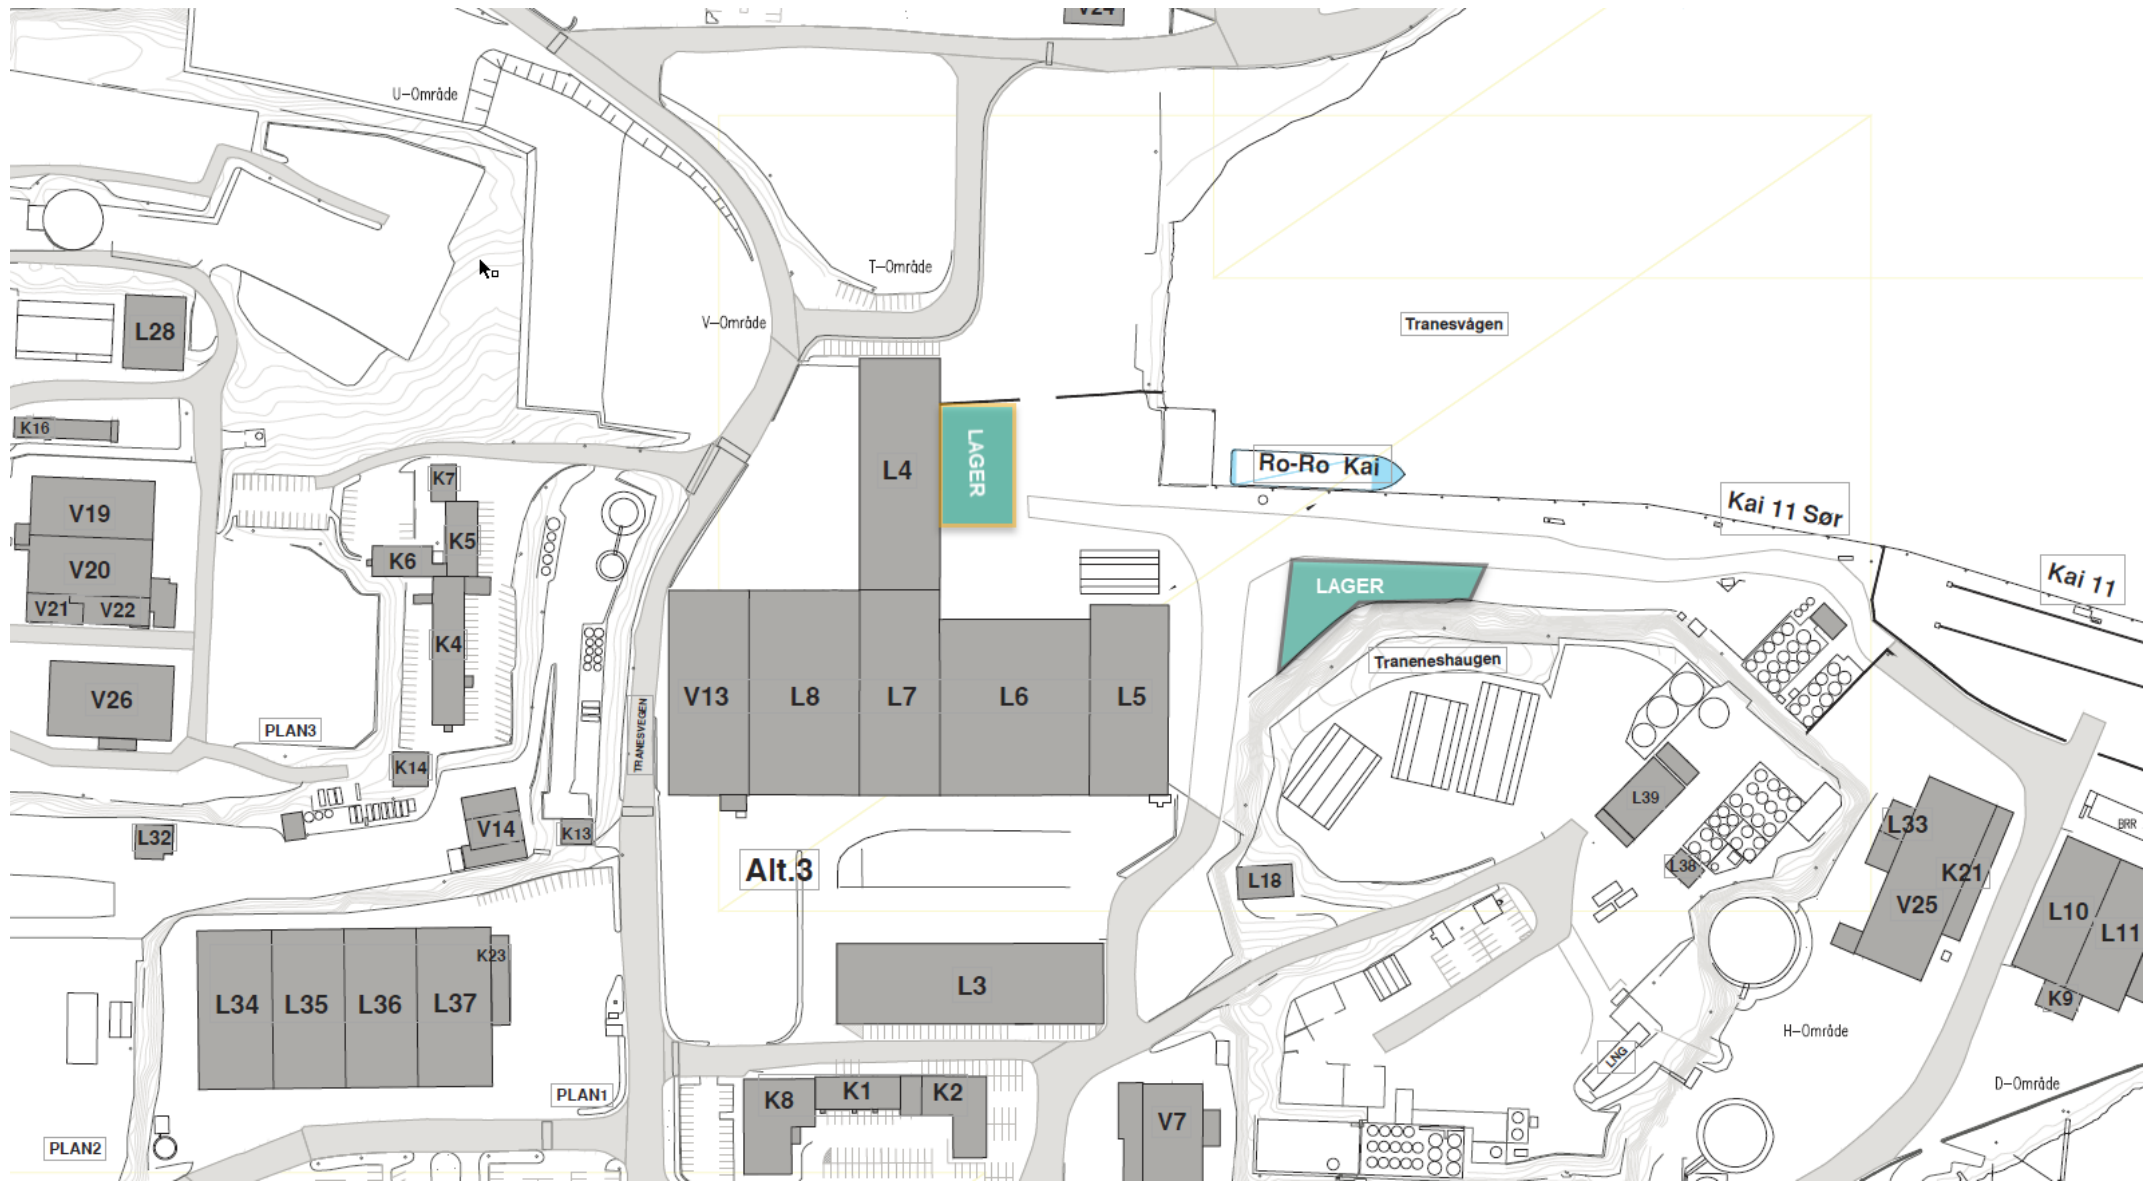 V24
U-Område
T-Område
V-Område
Tranesvågen
L28
K16
L4
LAGER
Ro-Ro Kai
Kai 11 Sør
Kai 11
K7
V19
K5
K6
V20
V21
V22
K4
LAGER
Traneneshaugen
V26
V13
L8
L7
L6
L5
PLAN3
TRANESVEGEN
K14
L39
L32
V14
K13
Alt.3
L18
L38
L33
K21
V25
BRR
L10
L11
K23
L34
L35
L36
L37
L3
K9
H-Område
LNG
D-Område
PLAN1
K8
K1
K2
V7
PLAN2